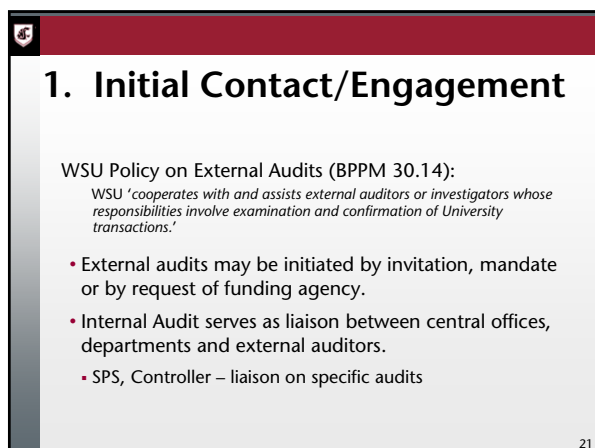 1. Initial Contact/Engagement
WSU Policy on External Audits (BPPM 30.14):
WSU ‘cooperates with and assists external auditors or investigators whose
responsibilities involve examination and confirmation of University
transactions.’
• External audits may be initiated by invitation, mandate
or by request of funding agency.
• Internal Audit serves as liaison between central offices,
departments and external auditors.
▪ SPS, Controller – liaison on specific audits
21